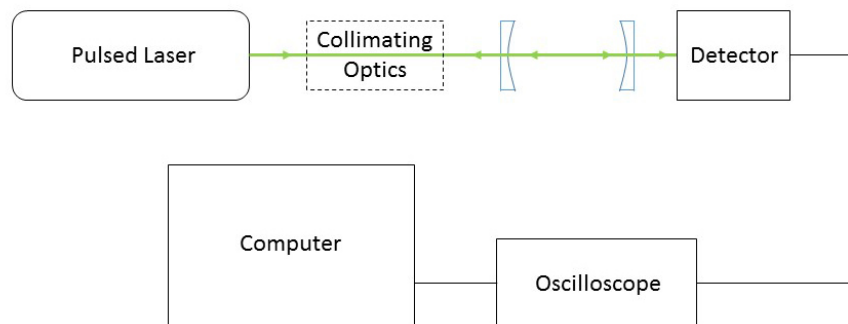 Pulsed Laser
Collimating
Optics
Detector
Computer
Oscilloscope